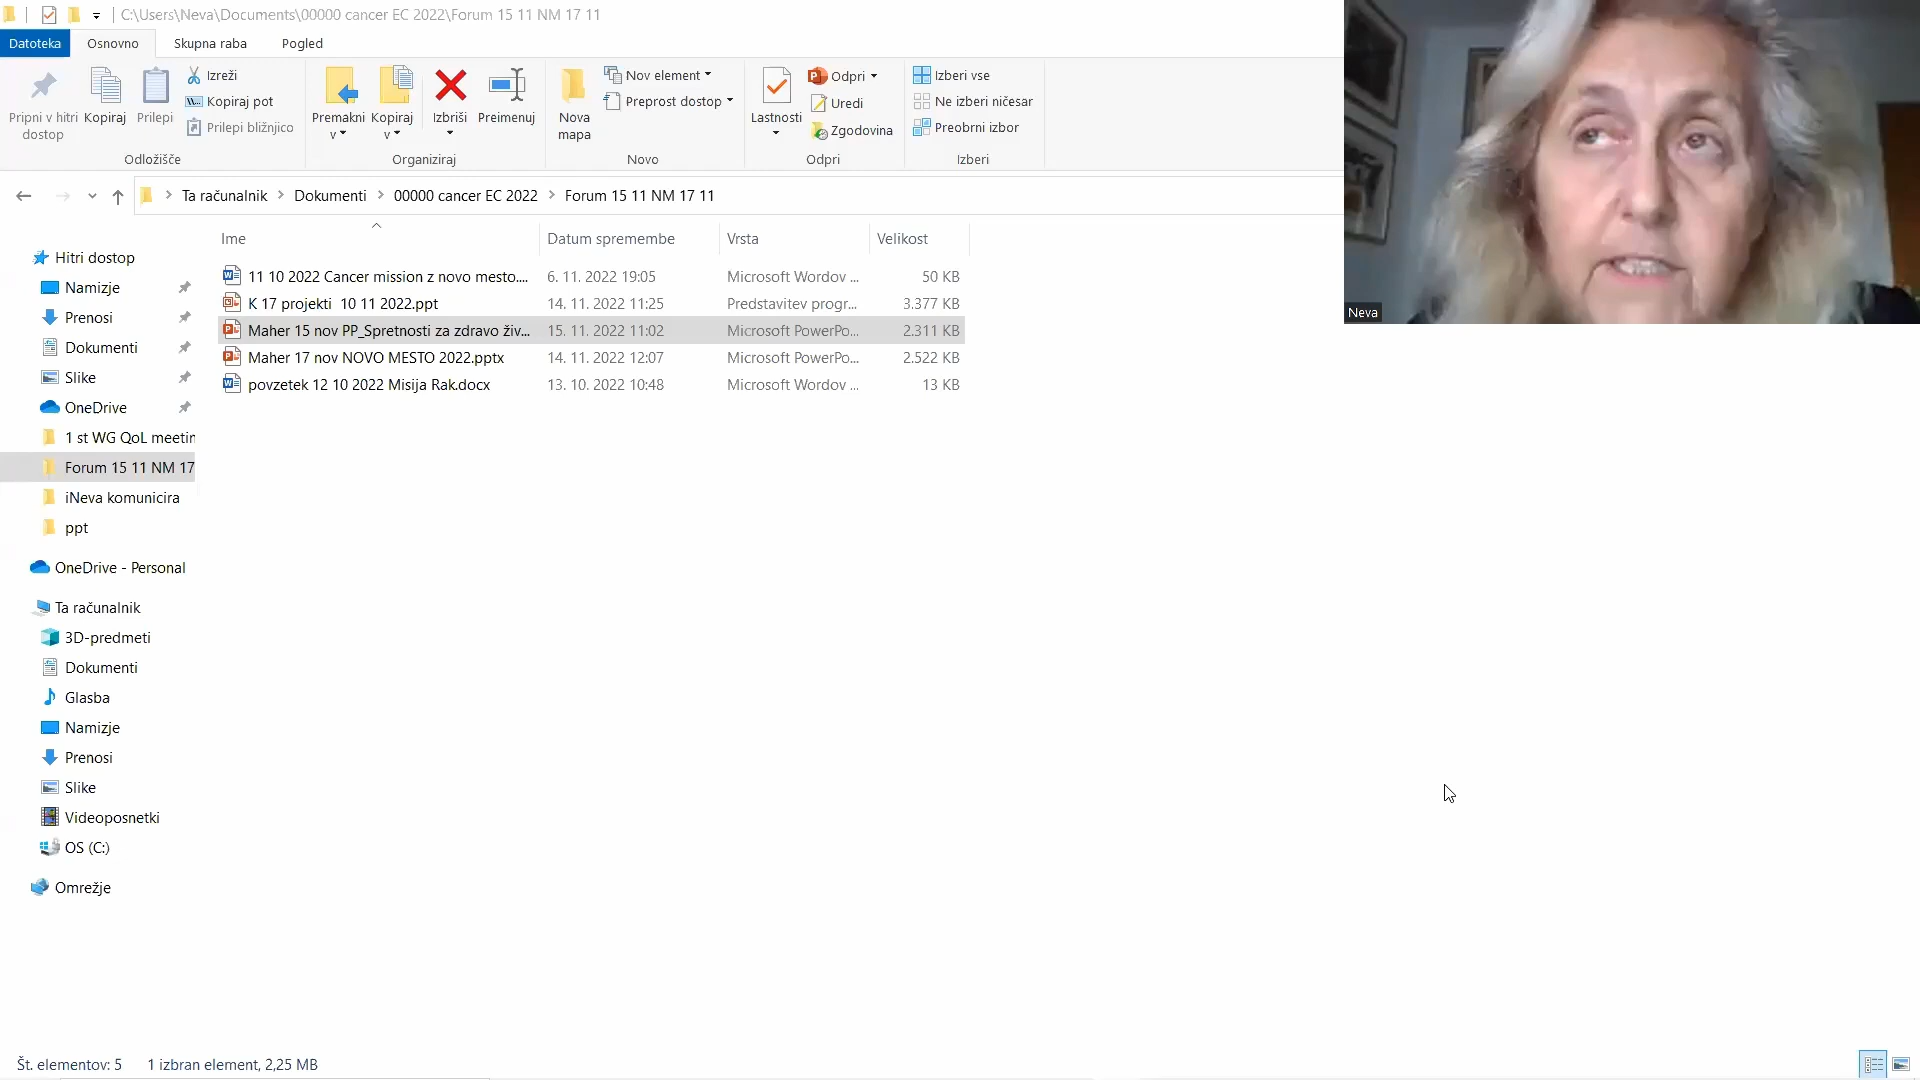 C:\Users\Neva\Documents\00000 cancer EC 2022\Forum 15 11 NM 17 11
Datoteka Osnovno Skupna raba Pogled
Pripni v hitri dostop
Kopiraj
Prilepi
Izreži
Kopiraj pot
Prilepi bližnjico
Odložišče
Premakni v
Kopiraj v
Izbriši
Preimenuj
Organiziraj
Nova mapa
Nov element
Preprost dostop
Novo
Lastnosti
Odpri
Uredi
Zgodovina
Odpri
Izberi vse
Ne izberi ničesar
Preobrni izbor
Izberi
Neva
Ta računalnik Dokumenti 00000 cancer EC 2022 Forum 15 11 NM 17 11
Hitri dostop
Namizje
Prenosi
Dokumenti
Slike
OneDrive
1 st WG QoL meetin
Forum 15 11 NM 17
iNeva komunicira
ppt
OneDrive - Personal
Ta računalnik
3D-predmeti
Dokumenti
Glasba
Namizje
Prenosi
Slike
Videoposnetki
OS (C:)
Omrežje
Ime Datum spremembe Vrsta Velikost
11 10 2022 Cancer mission z novo mesto.... 6. 11. 2022 19:05 Microsoft Wordov ... 50 KB
K 17 projekti 10 11 2022.ppt 14. 11. 2022 11:25 Predstavitev progr... 3.377 KB
Maher 15 nov PP_Spretnosti za zdravo živ... 15. 11. 2022 11:02 Microsoft PowerPo... 2.311 KB
Maher 17 nov NOVO MESTO 2022.pptx 14. 11. 2022 12:07 Microsoft PowerPo... 2.522 KB
povzetek 12 10 2022 Misija Rak.docx 13. 10. 2022 10:48 Microsoft Wordov ... 13 KB
Št. elementov: 5 1 izbran element, 2,25 MB